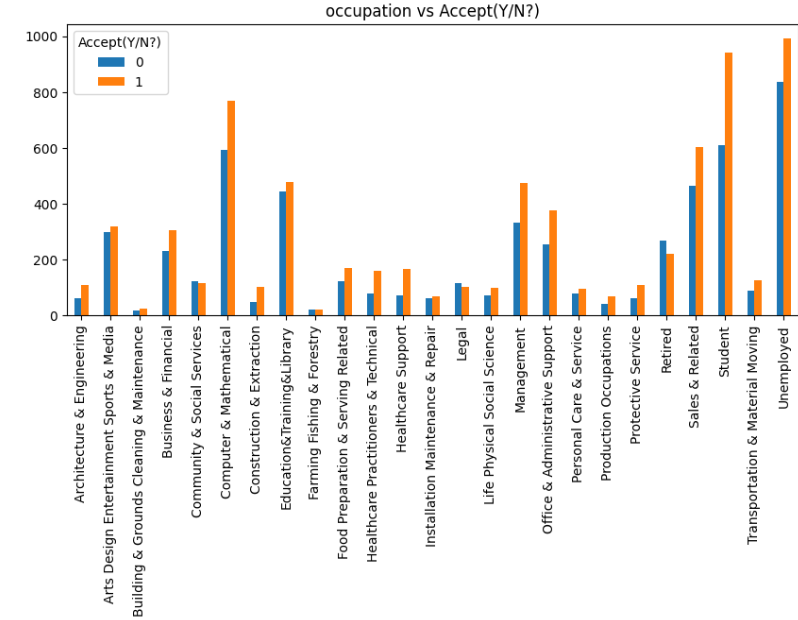 occupation vs Accept(Y/N?)
Accept(Y/N?)
0
1
1000
800
600
400
200
0
Architecture & Engineering
Arts Design Entertainment Sports & Media
Building & Grounds Cleaning & Maintenance
Business & Financial
Community & Social Services
Computer & Mathematical
Construction & Extraction
Education&Training&Library
Farming Fishing & Forestry
Food Preparation & Serving Related
Healthcare Practitioners & Technical
Healthcare Support
Installation Maintenance & Repair
Legal
Life Physical Social Science
Management
Office & Administrative Support
Personal Care & Service
Production Occupations
Protective Service
Retired
Sales & Related
Student
Transportation & Material Moving
Unemployed